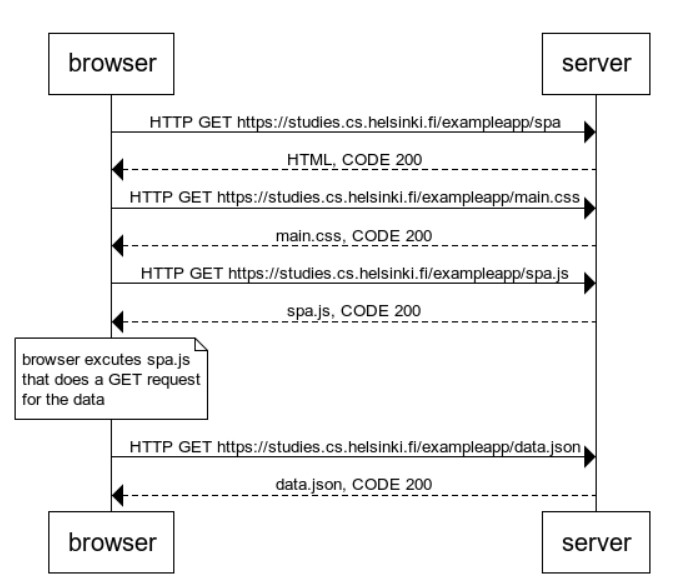 browser
server
HTTP GET https://studies.cs.helsinki.fi/exampleapp/spa
HTML, CODE 200
HTTP GET https://studies.cs.helsinki.fi/exampleapp/main.css
main.css, CODE 200
HTTP GET https://studies.cs.helsinki.fi/exampleapp/spa.js
spa.js, CODE 200
browser excutes spa.js
that does a GET request
for the data
HTTP GET https://studies.cs.helsinki.fi/exampleapp/data.json
data.json, CODE 200
browser
server